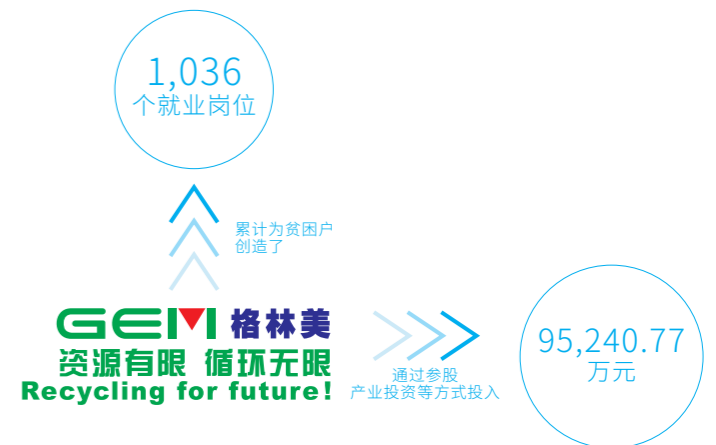 1,036
个就业岗位
累计为贫困户
创造了
GEM 格林美
资源有限 循环无限
Recycling for future!
通过参股
产业投资等方式投入
95,240.77
万元